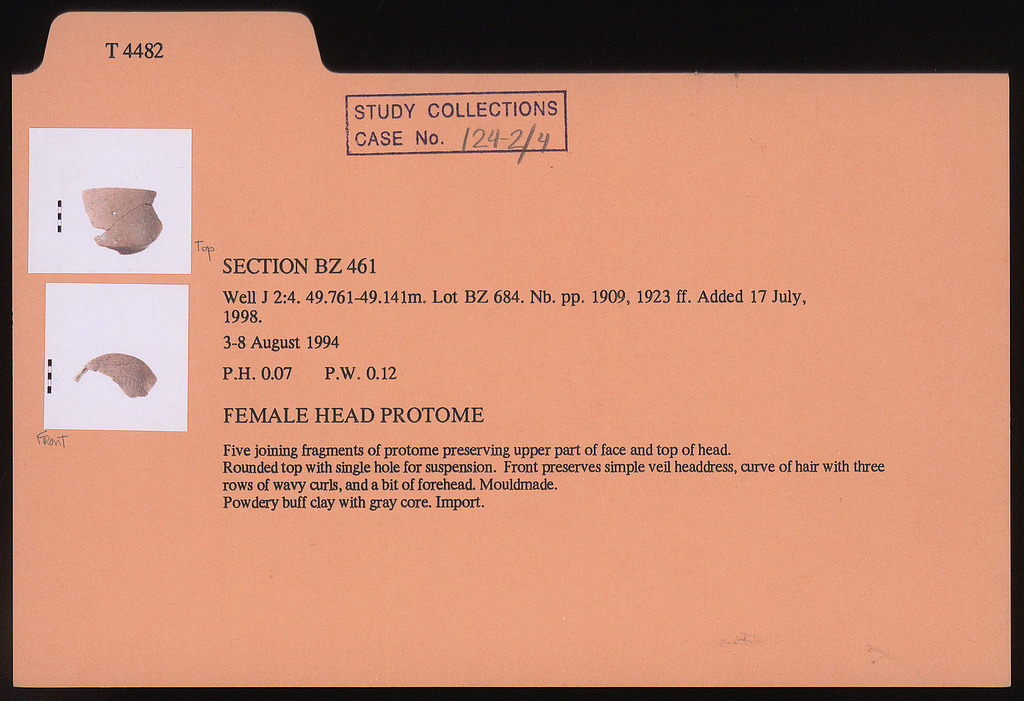 T 4482
STUDY COLLECTIONS
CASE No. 124-2/4
Top
SECTION BZ 461
Well J 2:4. 49.761-49.141m. Lot BZ 684. Nb. pp. 1909, 1923 ff. Added 17 July,
1998.
3-8 August 1994
P.H. 0.07 P.W. 0.12
FRonT
FEMALE HEAD PROTOME
Five joining fragments of protome preserving upper part of face and top of head.
Rounded top with single hole for suspension. Front preserves simple veil headdress, curve of hair with three
rows of wavy curls, and a bit of forehead. Mouldmade.
Powdery buff clay with gray core. Import.